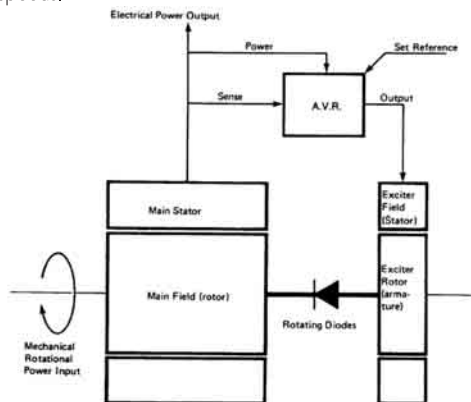 speeds.
Electrical Power Output
Power
Set Reference
Sense
A.V.R.
Output
Main Stator
Exciter
Field
(Stator)
Main Field (rotor)
Exciter
Rotor
(arma-
ture)
Rotating Diodes
Mechanical
Rotational
Power Input